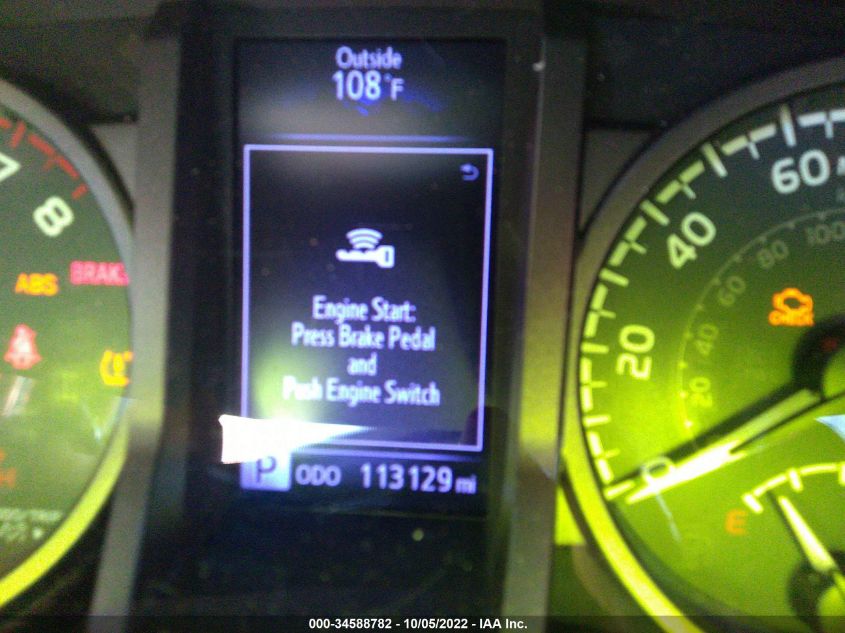 Outside
108°F
Engine Start:
Press Brake Pedal
and
Push Engine Switch
P ODO 113129 mi
7
8
ABS
BRAKE
60
40
20
0
100
80
60
40
20
CHECK
E
000-34588782 - 10/05/2022 - IAA Inc.